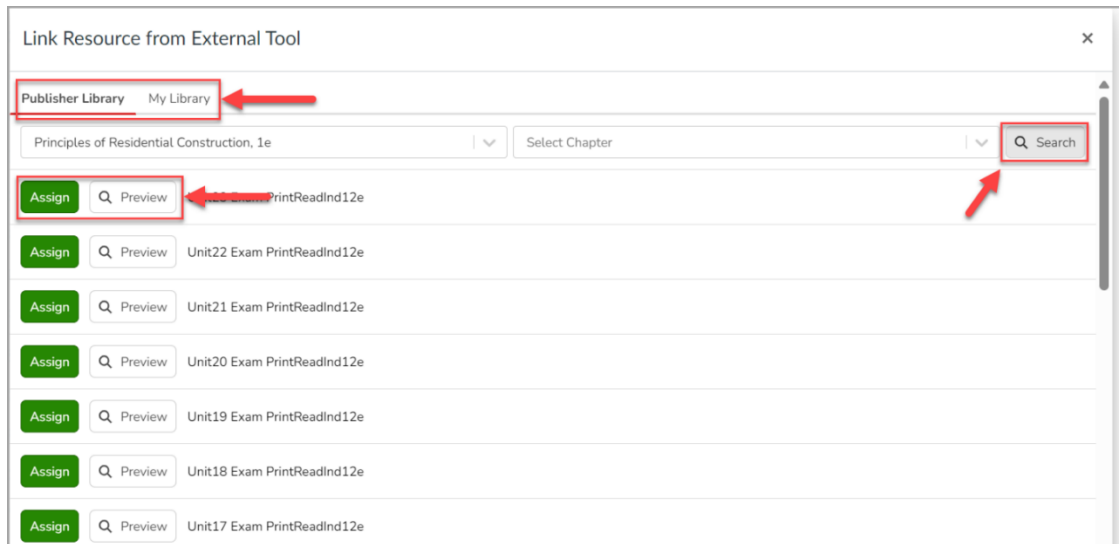 Link Resource from External Tool
Publisher Library My Library
Principles of Residential Construction, 1e Select Chapter Search
Assign Preview Exam PrintReadInd12e
Assign Preview Unit22 Exam PrintReadInd12e
Assign Preview Unit21 Exam PrintReadInd12e
Assign Preview Unit20 Exam PrintReadInd12e
Assign Preview Unit19 Exam PrintReadInd12e
Assign Preview Unit18 Exam PrintReadInd12e
Assign Preview Unit17 Exam PrintReadInd12e